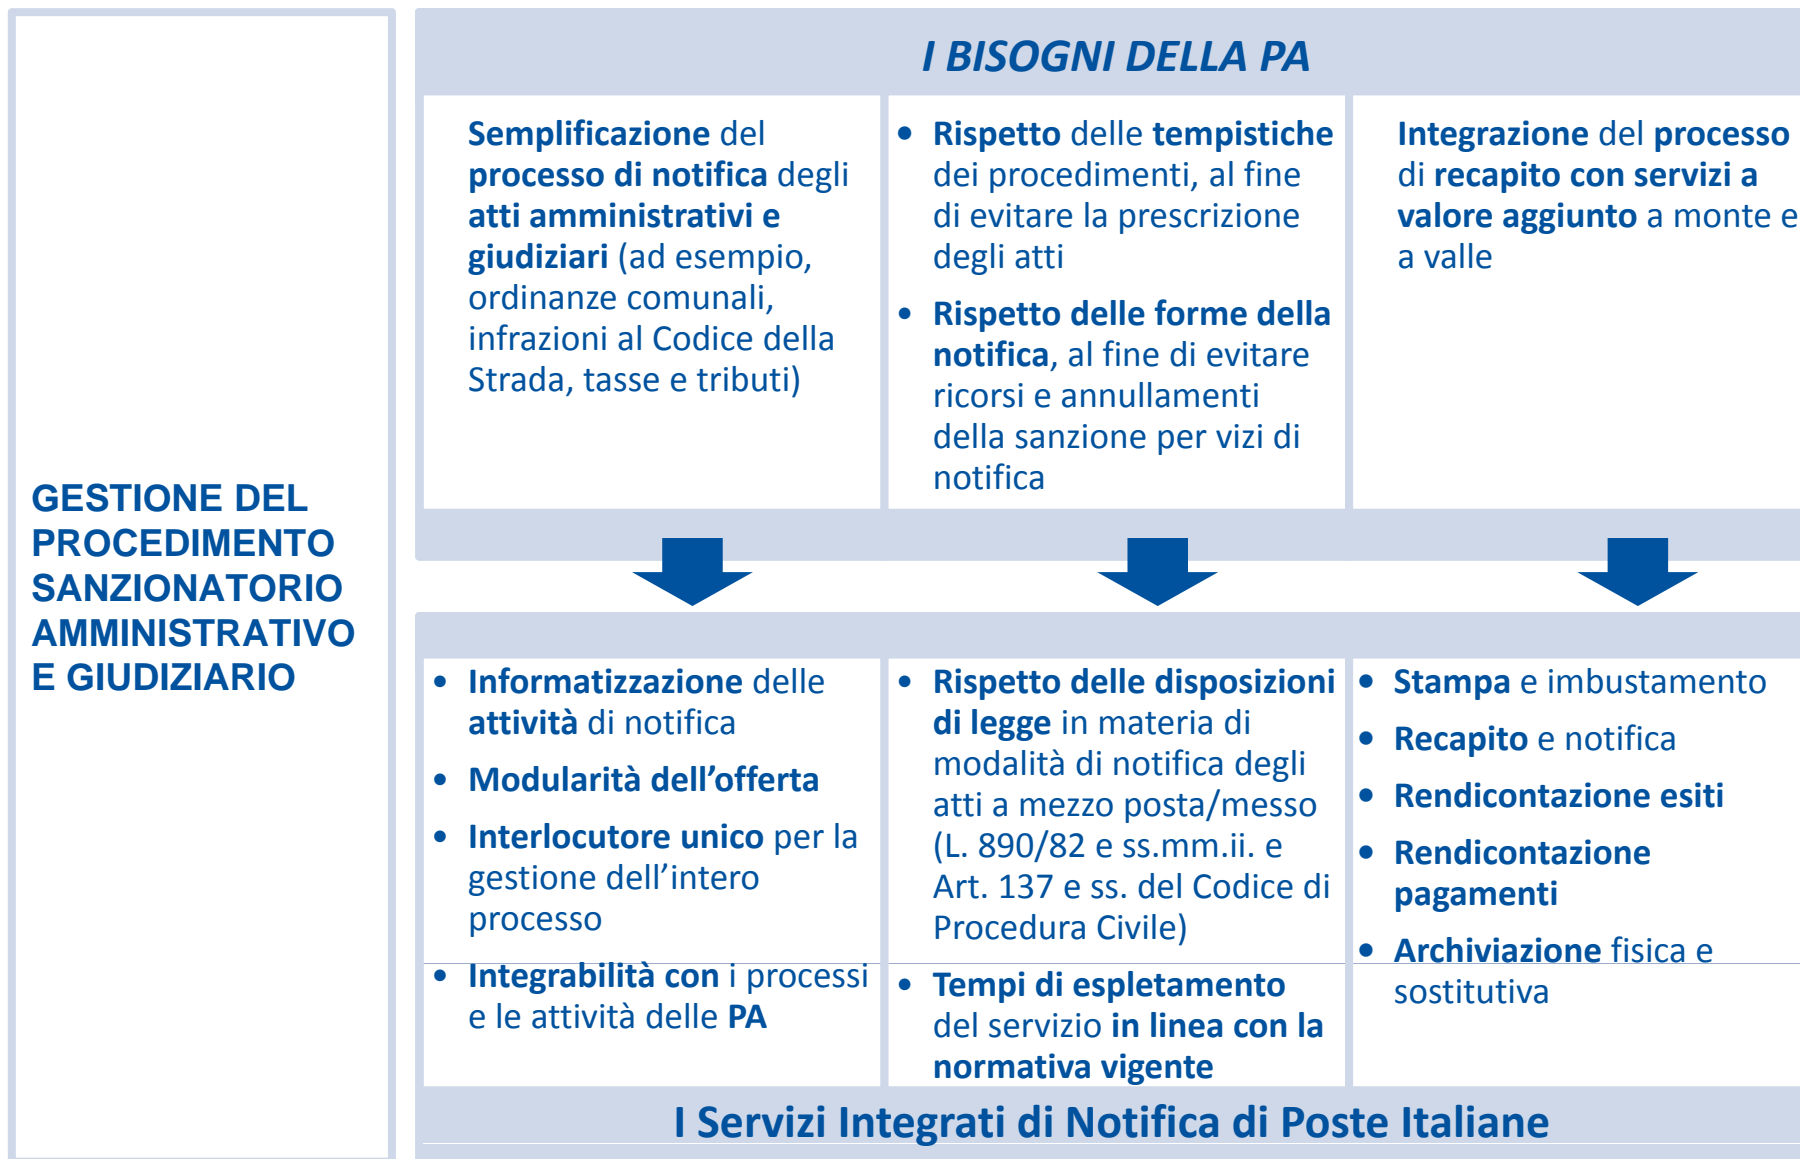 GESTIONE DEL
PROCEDIMENTO
SANZIONATORIO
AMMINISTRATIVO
E GIUDIZIARIO
I BISOGNI DELLA PA
Semplificazione del
processo di notifica degli
atti amministrativi e
giudiziari (ad esempio,
ordinanze comunali,
infrazioni al Codice della
Strada, tasse e tributi)
• Rispetto delle tempistiche
dei procedimenti, al fine
di evitare la prescrizione
degli atti
• Rispetto delle forme della
notifica, al fine di evitare
ricorsi e annullamenti
della sanzione per vizi di
notifica
Integrazione del processo
di recapito con servizi a
valore aggiunto a monte e
a valle
• Informatizzazione delle
attività di notifica
• Modularità dell’offerta
• Interlocutore unico per la
gestione dell’intero
processo
• Integrabilità con i processi
e le attività delle PA
• Rispetto delle disposizioni
di legge in materia di
modalità di notifica degli
atti a mezzo posta/messo
(L. 890/82 e ss.mm.ii. e
Art. 137 e ss. del Codice di
Procedura Civile)
• Tempi di espletamento
del servizio in linea con la
normativa vigente
• Stampa e imbustamento
• Recapito e notifica
• Rendicontazione esiti
• Rendicontazione
pagamenti
• Archiviazione fisica e
sostitutiva
I Servizi Integrati di Notifica di Poste Italiane